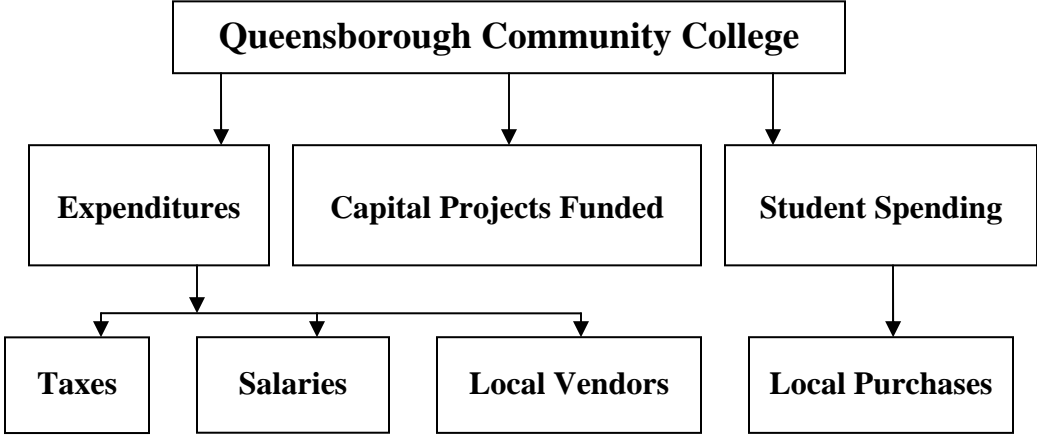 Queensborough Community College
Expenditures
Capital Projects Funded
Student Spending
Taxes
Salaries
Local Vendors
Local Purchases